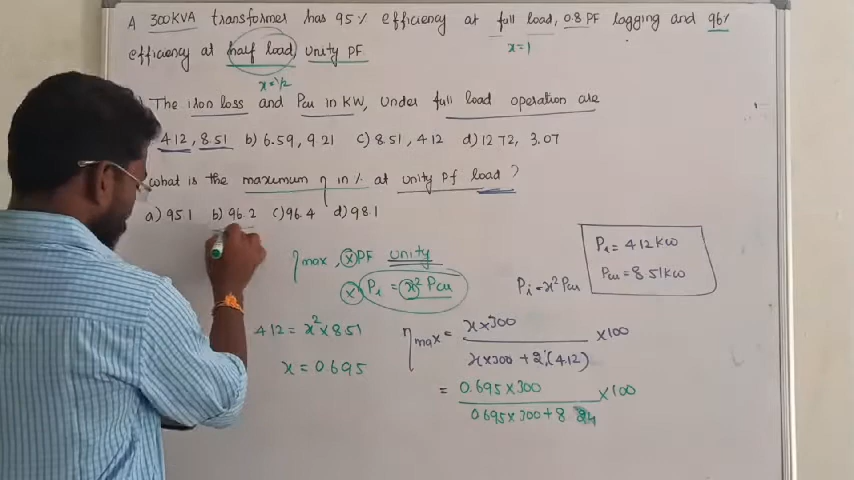 A 300KVA transformer has 95% efficiency at full load, 0.8 PF lagging and 96%
x=1
efficiency at half load, unity PF
x=1/2
The iron loss and Pcu in KW, under full load operation are
4.12, 8.51 b) 6.59, 9.21 c) 8.51, 4.12 d) 12.72, 3.07
what is the maximum η in % at unity pf load ?
a) 95.1 b) 96.2 c) 96.4 d) 98.1
ηmax, x PF unity
x Pi = x² Pcu
Pi = x² Pcu
Pi = 4.12 KW
Pcu = 8.51 KW
4.12 = x² x 8.51
x = 0.695
ηmax = x×300 ×100
x×300 + 2(4.12)
= 0.695×300 ×100
0.695×300 + 8.24